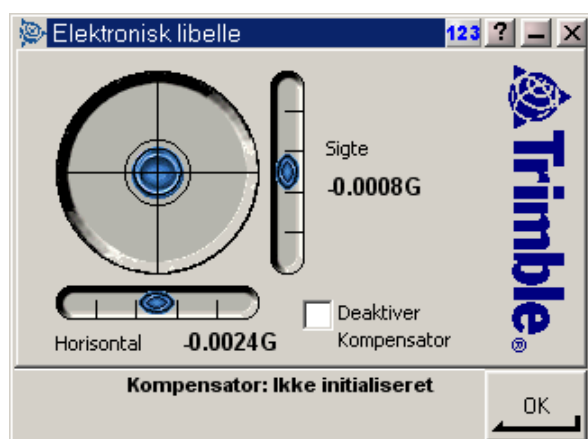 Elektronisk libelle
123 ?
Sigte
-0.0008G
Trimble®
Deaktiver
Kompensator
Horisontal -0.0024G
Kompensator: Ikke initialiseret
OK